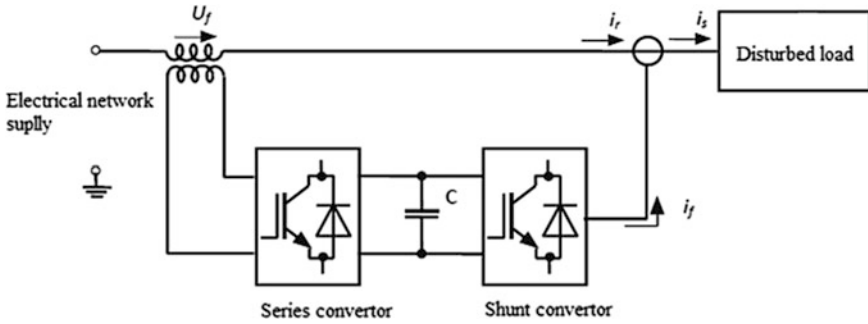 U_f
i_r
i_s
Disturbed load
Electrical network
suplly
C
i_f
Series convertor
Shunt convertor